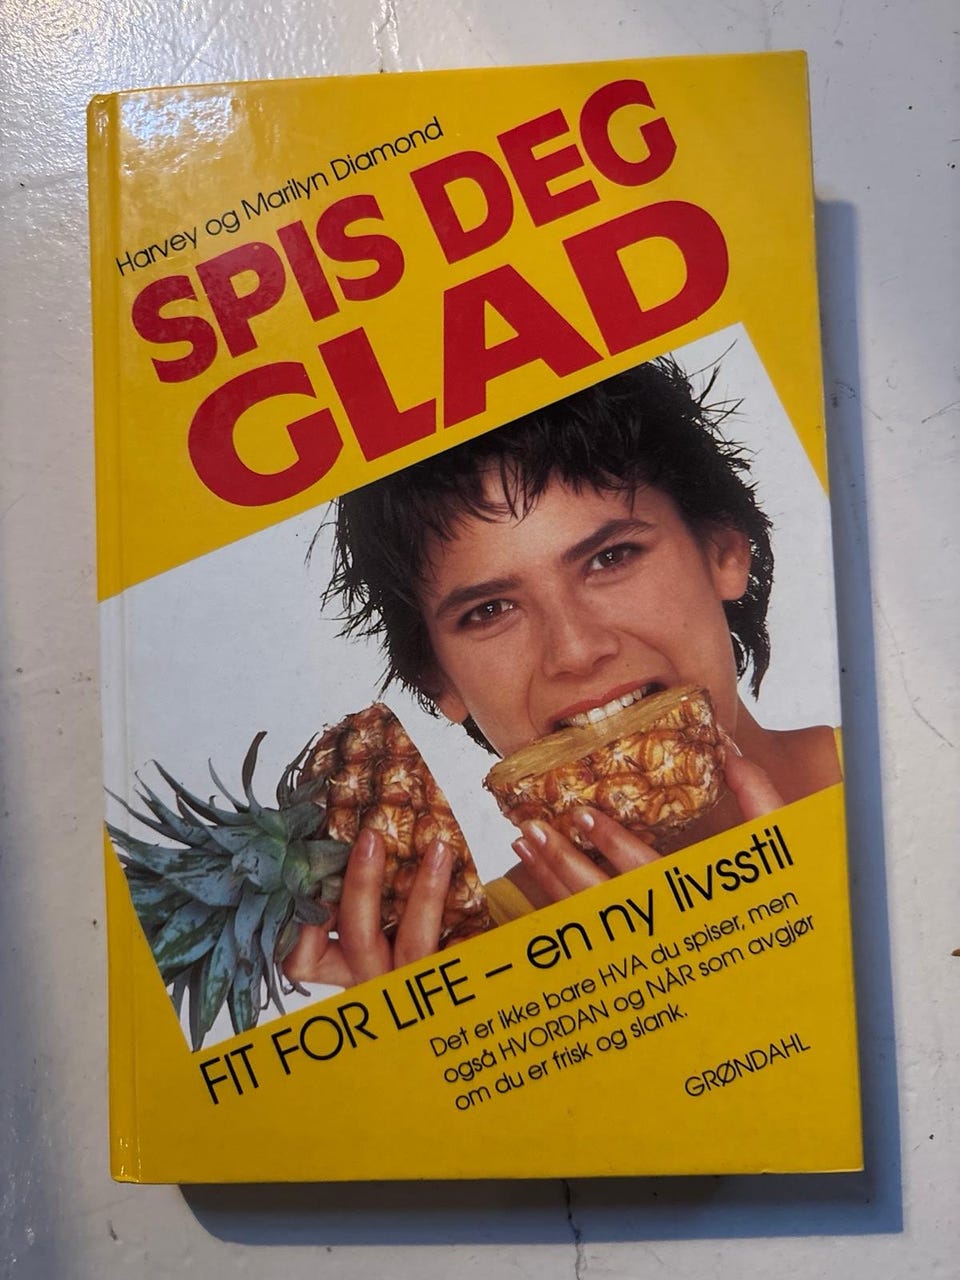 Harvey og Marilyn Diamond
SPIS DEG
GLAD
FIT FOR LIFE – en ny livsstil
Det er ikke bare HVA du spiser, men
også HVORDAN og NÅR som avgjør
om du er frisk og slank.
GRØNDAHL